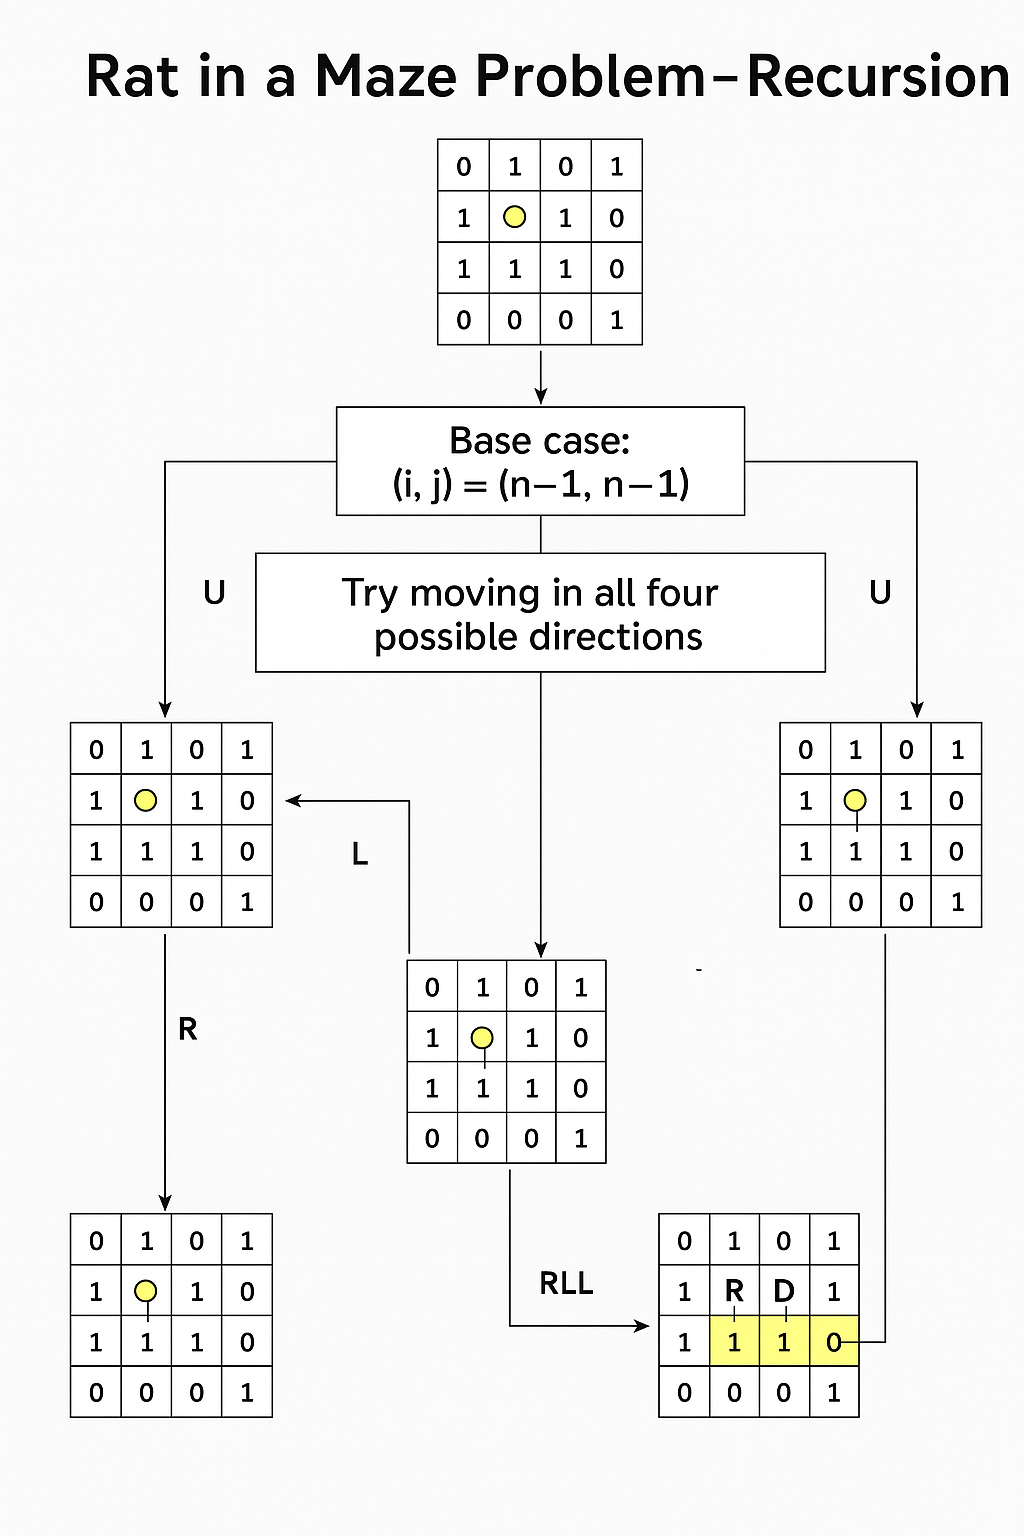 Rat in a Maze Problem–Recursion
0 1 0 1
1 1 0
1 1 1 0
0 0 0 1
Base case:
(i, j) = (n–1, n–1)
U
Try moving in all four
possible directions
U
0 1 0 1
1 1 0
1 1 1 0
0 0 0 1
0 1 0 1
1 1 0
1 1 1 0
0 0 0 1
L
R
0 1 0 1
1 1 0
1 1 1 0
0 0 0 1
0 1 0 1
1 1 0
1 1 1 0
0 0 0 1
RLL
0 1 0 1
1 R D 1
1 1 1 0
0 0 0 1